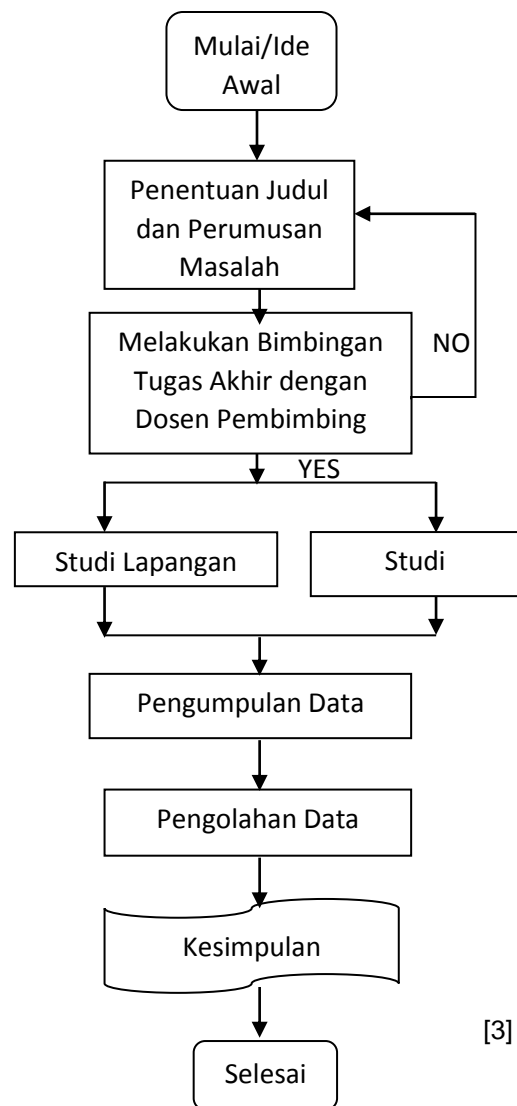 Mulai/Ide
Awal
Penentuan Judul
dan Perumusan
Masalah
Melakukan Bimbingan
Tugas Akhir dengan
Dosen Pembimbing
NO
YES
Studi Lapangan
Studi
Pengumpulan Data
Pengolahan Data
Kesimpulan
[3]
Selesai